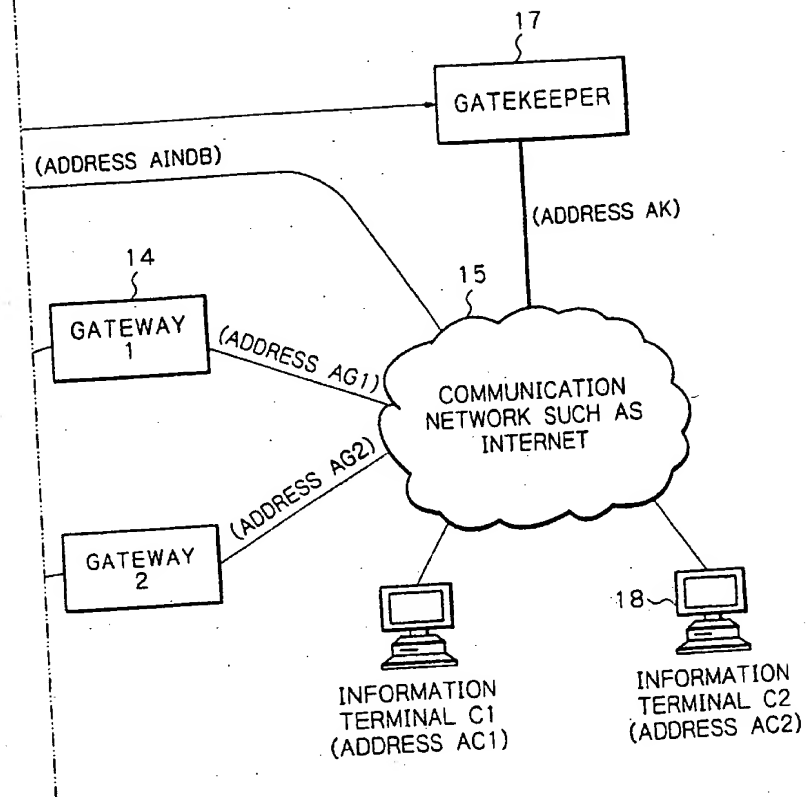 17
GATEKEEPER
(ADDRESS AINDB)
(ADDRESS AK)
14
15
GATEWAY
1
(ADDRESS AG1)
COMMUNICATION
NETWORK SUCH AS
INTERNET
(ADDRESS AG2)
GATEWAY
2
18
INFORMATION
TERMINAL C1
(ADDRESS AC1)
INFORMATION
TERMINAL C2
(ADDRESS AC2)